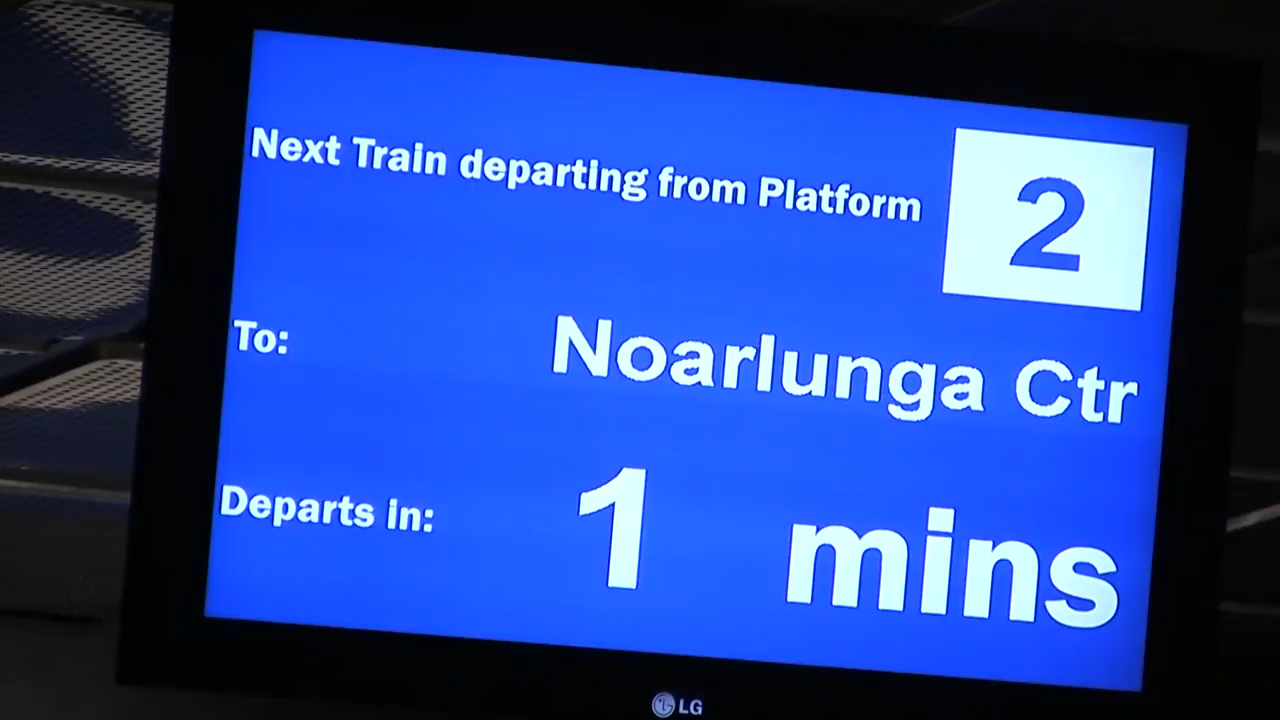 Next Train departing from Platform 2
To: Noarlunga Ctr
Departs in: 1 mins
LG